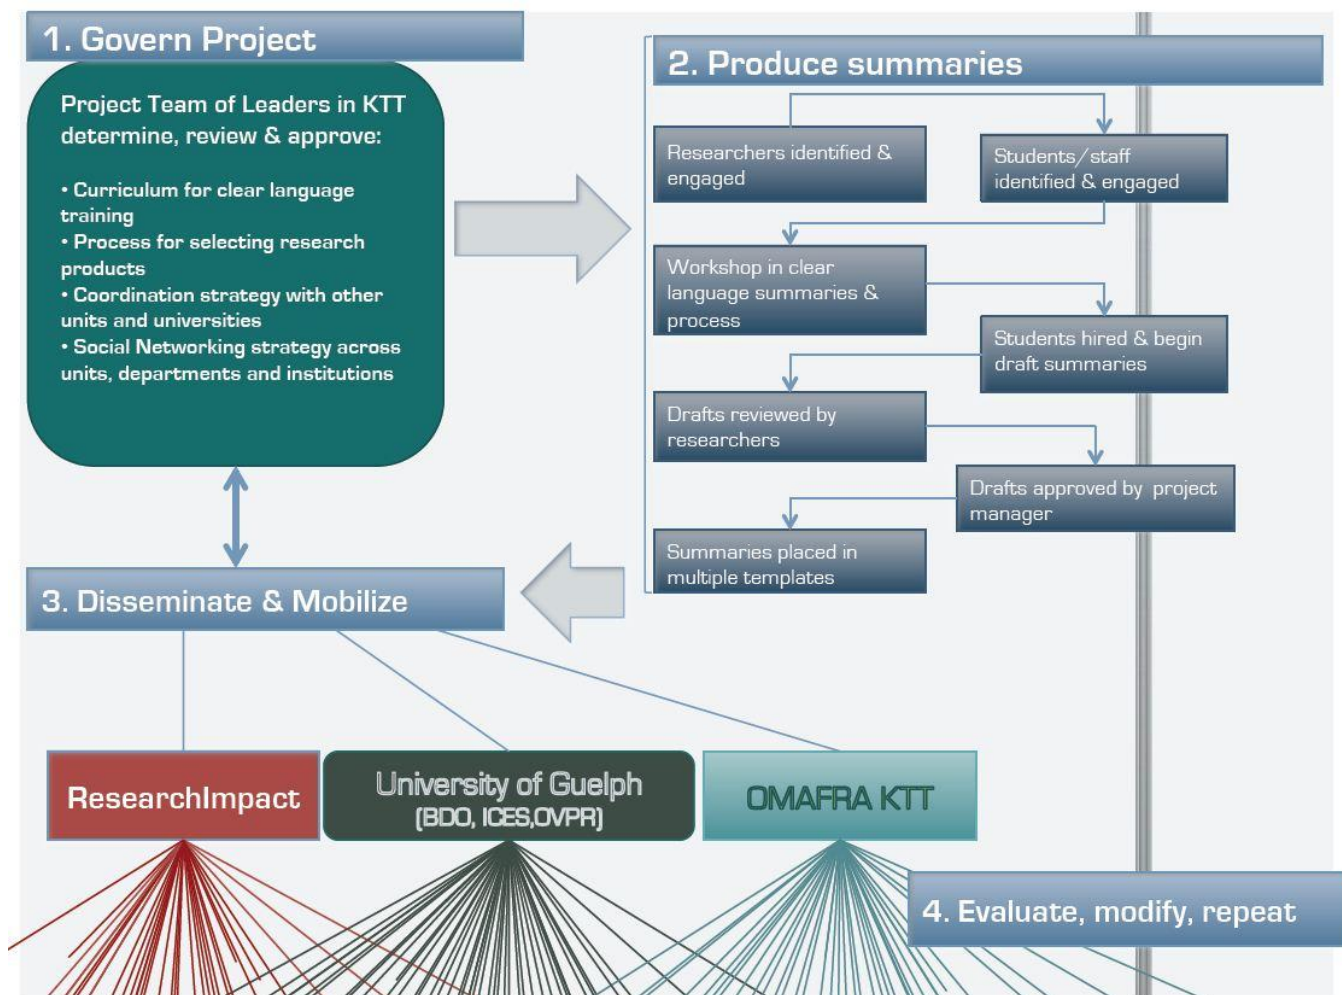 1. Govern Project
Project Team of Leaders in KTT
determine, review & approve:
• Curriculum for clear language
training
• Process for selecting research
products
• Coordination strategy with other
units and universities
• Social Networking strategy across
units, departments and institutions
2. Produce summaries
Researchers identified &
engaged
Students/staff
identified & engaged
Workshop in clear
language summaries &
process
Students hired & begin
draft summaries
Drafts reviewed by
researchers
Drafts approved by project
manager
Summaries placed in
multiple templates
3. Disseminate & Mobilize
ResearchImpact
University of Guelph
(BDO, ICES,OVPR)
OMAFRA KTT
4. Evaluate, modify, repeat